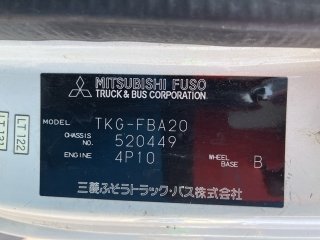 MITSUBISHI FUSO
TRUCK & BUS CORPORATION
MODEL TKG-FBA20
CHASSIS NO. 520449
ENGINE 4P10 WHEEL BASE B
三菱ふそうトラック・バス株式会社
LT122
LT121